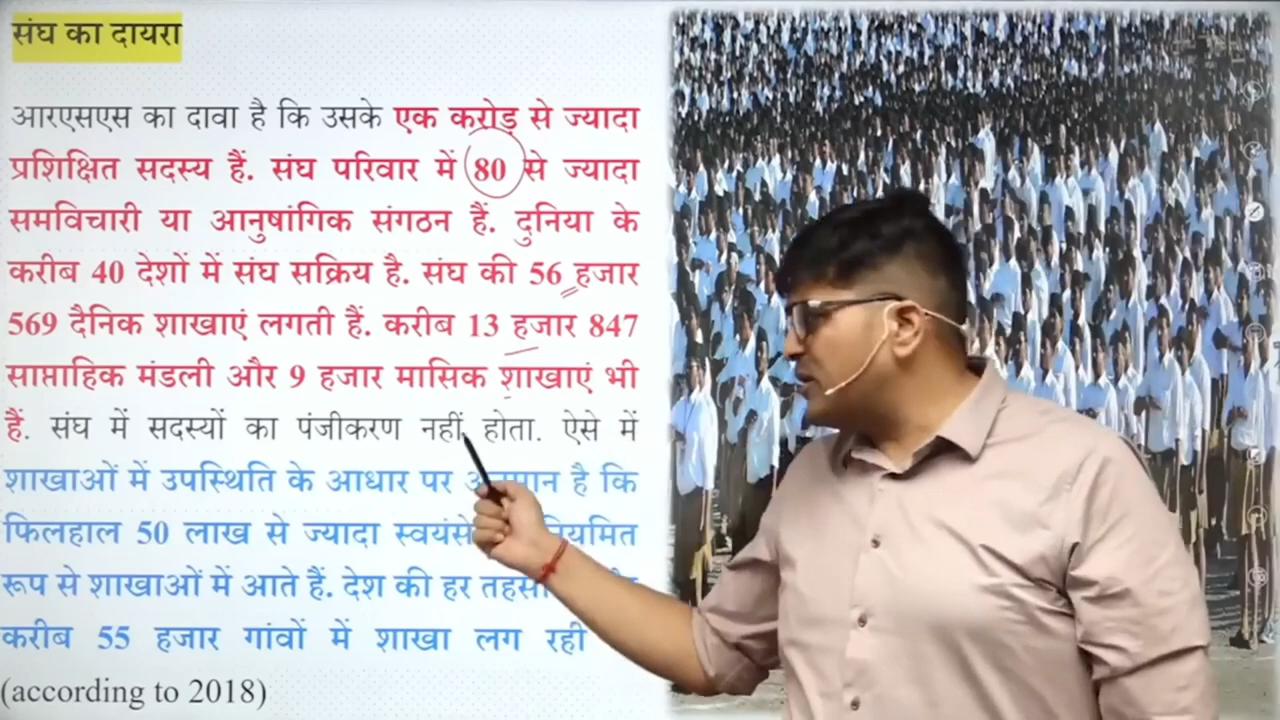 संघ का दायरा
आरएसएस का दावा है कि उसके एक करोड़ से ज्यादा
प्रशिक्षित सदस्य हैं. संघ परिवार में 80 से ज्यादा
समविचारी या आनुषांगिक संगठन हैं. दुनिया के
करीब 40 देशों में संघ सक्रिय है. संघ की 56 हजार
569 दैनिक शाखाएं लगती हैं. करीब 13 हजार 847
साप्ताहिक मंडली और 9 हजार मासिक शाखाएं भी
हैं. संघ में सदस्यों का पंजीकरण नहीं होता. ऐसे में
शाखाओं में उपस्थिति के आधार पर है कि
फिलहाल 50 लाख से ज्यादा
रूप से शाखाओं में आते हैं. देश की हर
करीब 55 हजार गांवों में शाखा लग रही
(according to 2018)